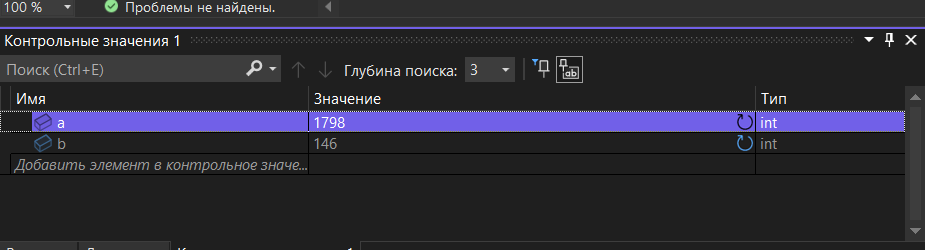 100 %
Проблемы не найдены.
Контрольные значения 1
Поиск (Ctrl+E)
Глубина поиска: 3
Имя Значение Тип
a 1798 int
b 146 int
Добавить элемент в контрольное значе...